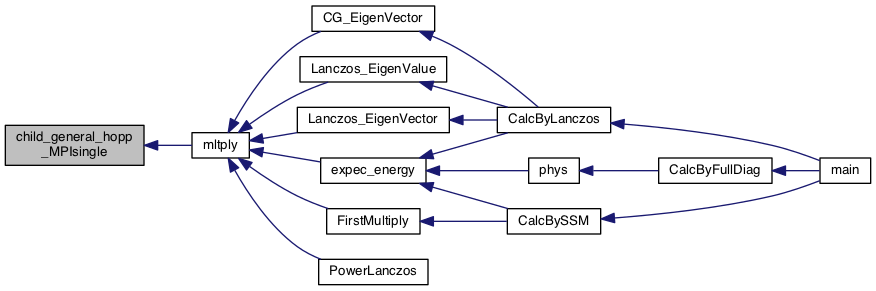 child_general_hopp
_MPIsingle
mltply
CG_EigenVector
Lanczos_EigenValue
Lanczos_EigenVector
expec_energy
FirstMultiply
PowerLanczos
CalcByLanczos
phys
CalcBySSM
CalcByFullDiag
main